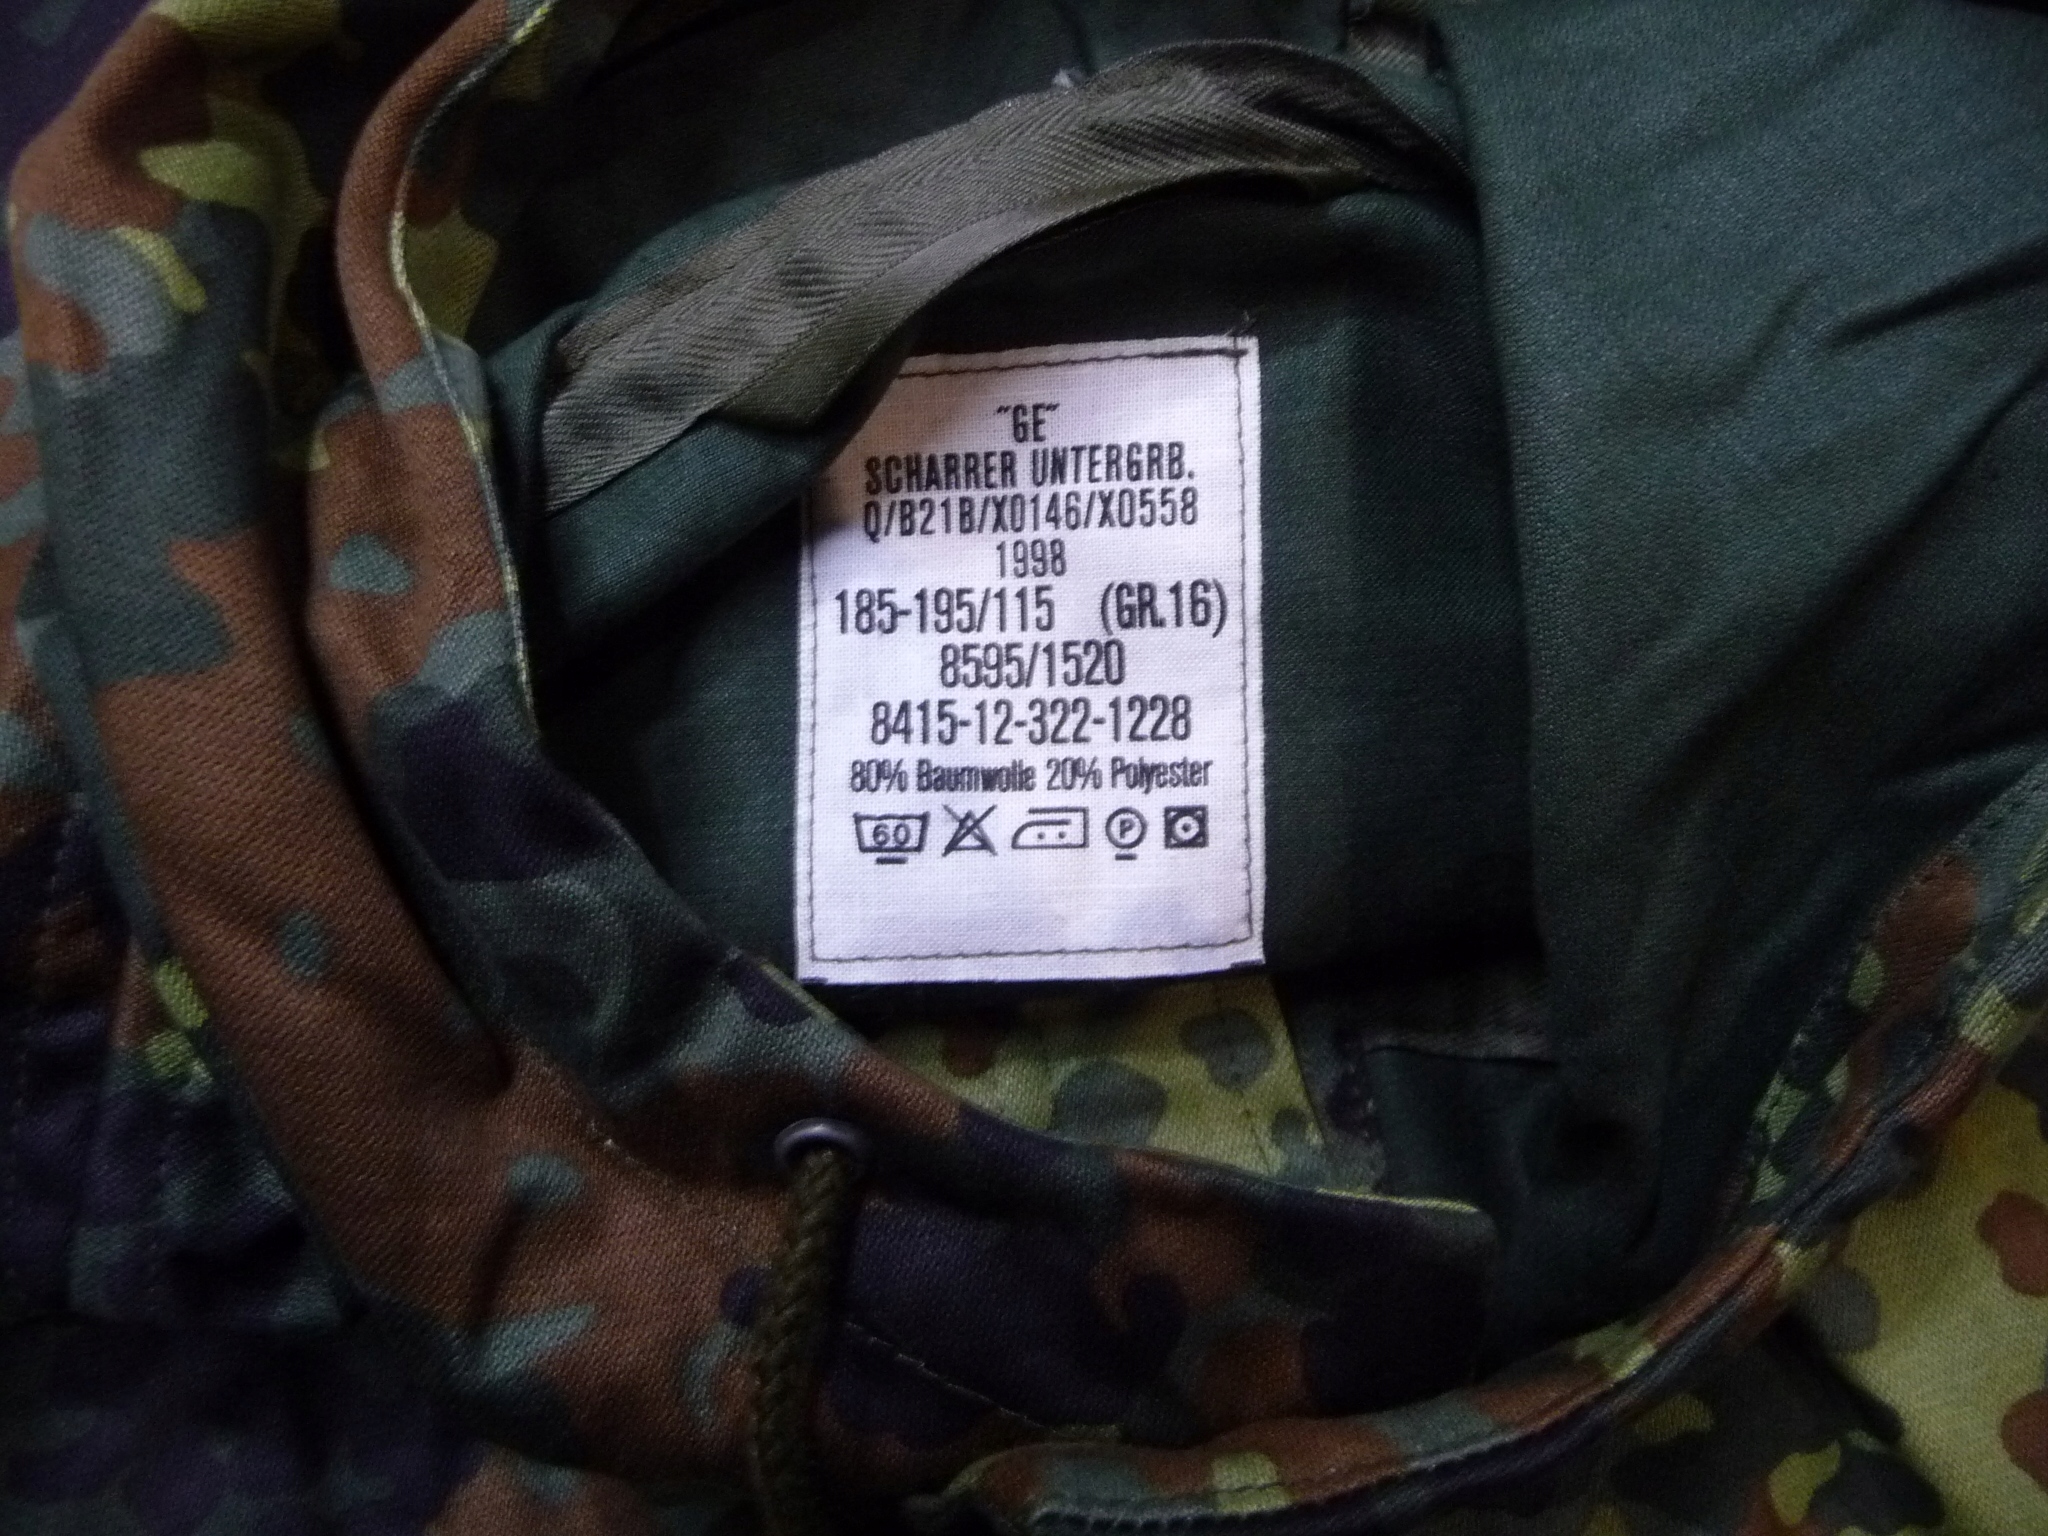 "GE"
SCHARRER UNTERGRB.
Q/B21B/X0146/X0558
1998
185-195/115 (GR.16)
8595/1520
8415-12-322-1228
80% Baumwolle 20% Polyester
60 P